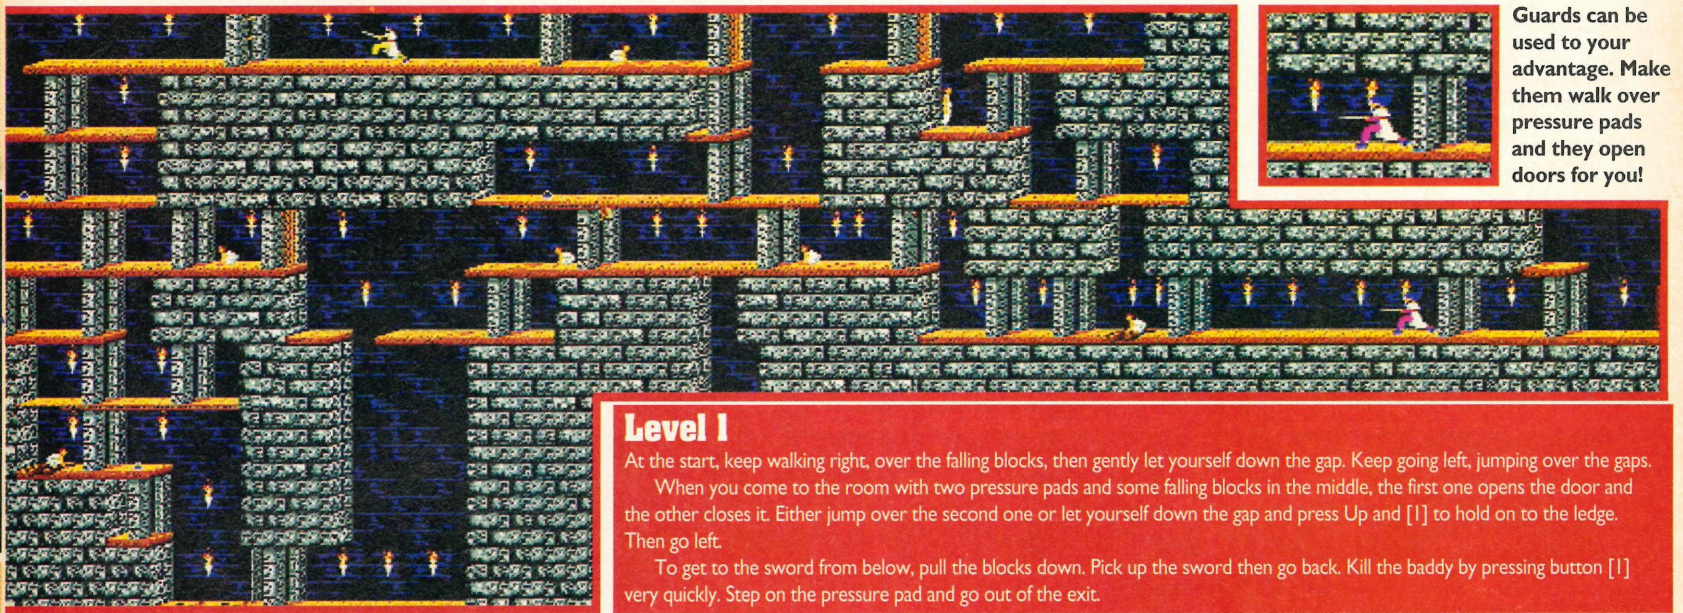 Guards can be
used to your
advantage. Make
them walk over
pressure pads
and they open
doors for you!
Level 1
At the start, keep walking right, over the falling blocks, then gently let yourself down the gap. Keep going left, jumping over the gaps.
When you come to the room with two pressure pads and some falling blocks in the middle, the first one opens the door and
the other closes it. Either jump over the second one or let yourself down the gap and press Up and [1] to hold on to the ledge.
Then go left.
To get to the sword from below, pull the blocks down. Pick up the sword then go back. Kill the baddy by pressing button [1]
very quickly. Step on the pressure pad and go out of the exit.